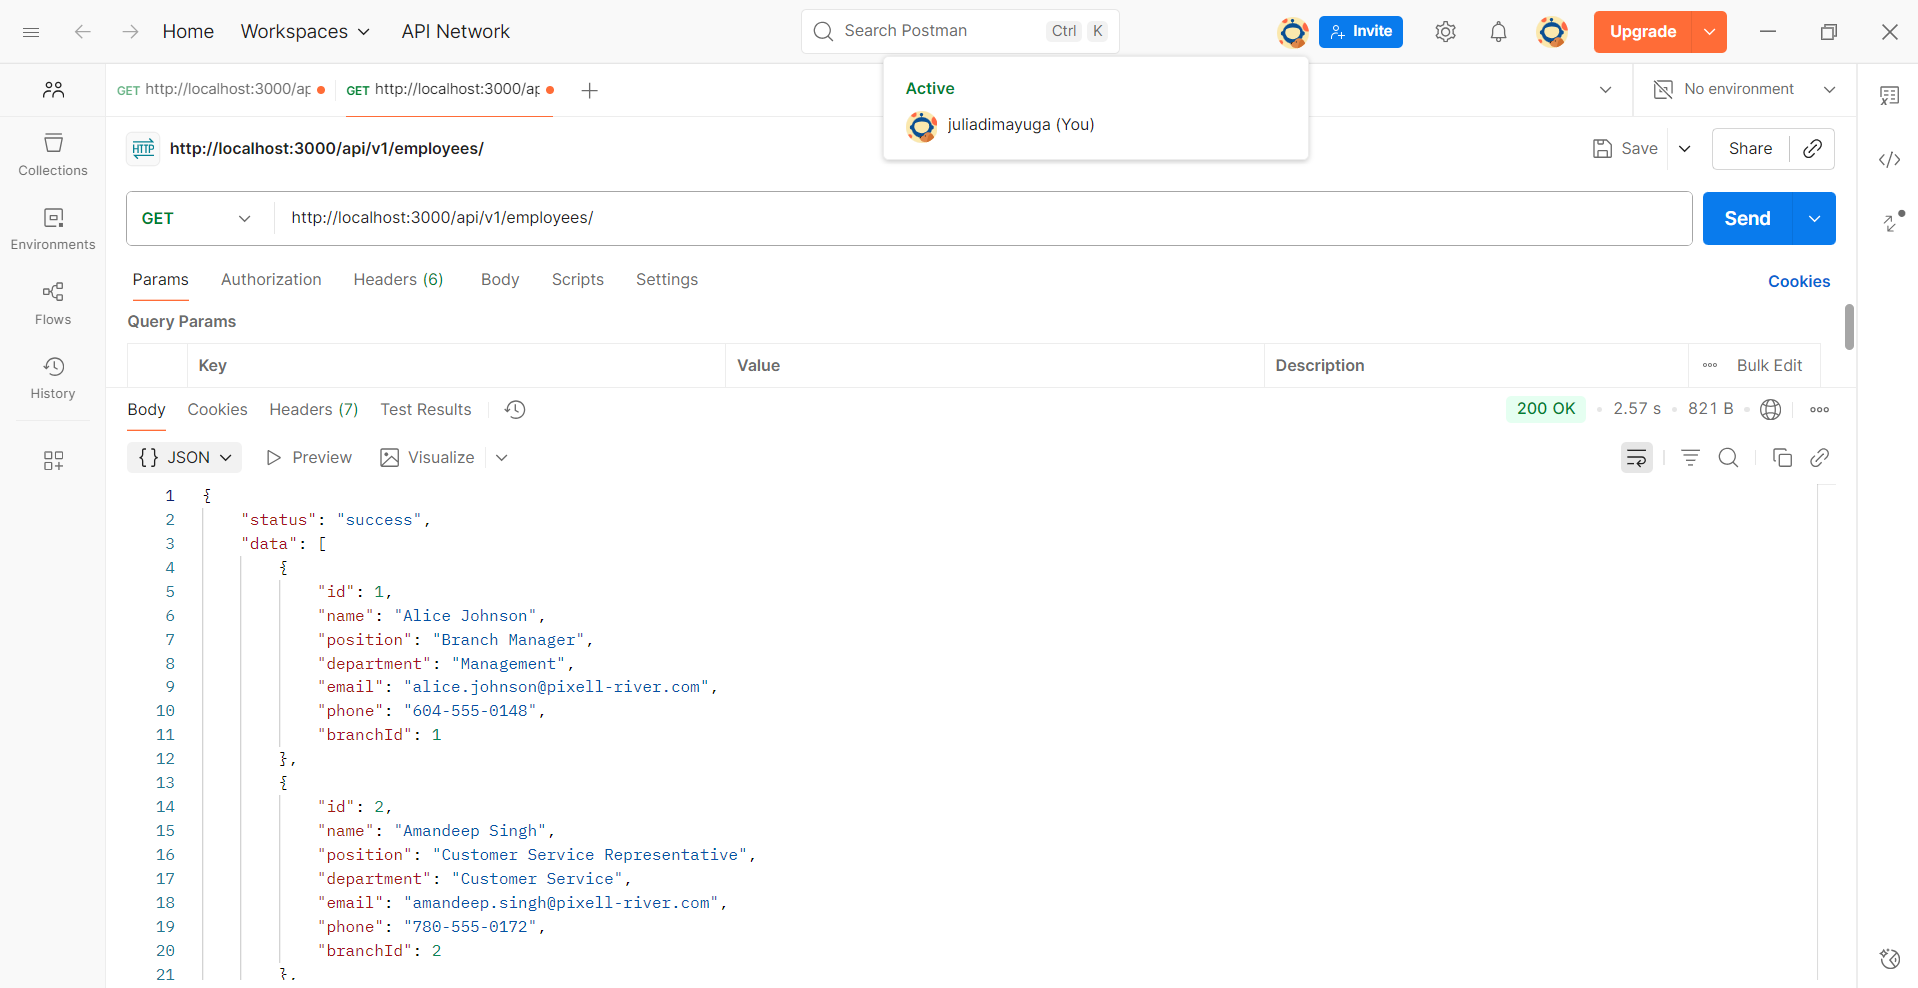 Home Workspaces API Network Search Postman Ctrl K Invite Upgrade
GET http://localhost:3000/ap GET http://localhost:3000/ap No environment
Active
juliadimayuga (You)
HTTP http://localhost:3000/api/v1/employees/ Save Share
GET http://localhost:3000/api/v1/employees/ Send
Collections
Environments
Flows
History
Params Authorization Headers (6) Body Scripts Settings Cookies
Query Params
Key Value Description Bulk Edit
Body Cookies Headers (7) Test Results 200 OK 2.57 s 821 B
{} JSON Preview Visualize
1 {
2 "status": "success",
3 "data": [
4 {
5 "id": 1,
6 "name": "Alice Johnson",
7 "position": "Branch Manager",
8 "department": "Management",
9 "email": "alice.johnson@pixell-river.com",
10 "phone": "604-555-0148",
11 "branchId": 1
12 },
13 {
14 "id": 2,
15 "name": "Amandeep Singh",
16 "position": "Customer Service Representative",
17 "department": "Customer Service",
18 "email": "amandeep.singh@pixell-river.com",
19 "phone": "780-555-0172",
20 "branchId": 2
21 },